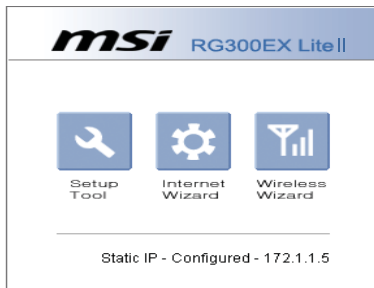 msi RG300EX Lite II
Setup Tool
Internet Wizard
Wireless Wizard
Static IP - Configured - 172.1.1.5